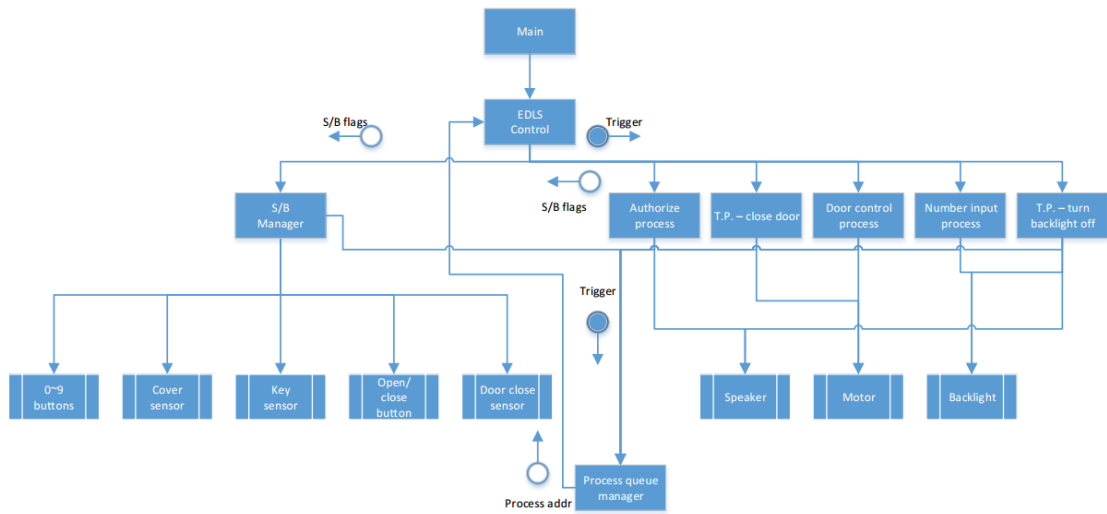 Main
EDLS
Control
S/B flags
Trigger
S/B flags
S/B
Manager
Authorize
process
T.P. – close door
Door control
process
Number input
process
T.P. – turn
backlight off
Trigger
0~9
buttons
Cover
sensor
Key
sensor
Open/
close
button
Door close
sensor
Speaker
Motor
Backlight
Process addr
Process queue
manager